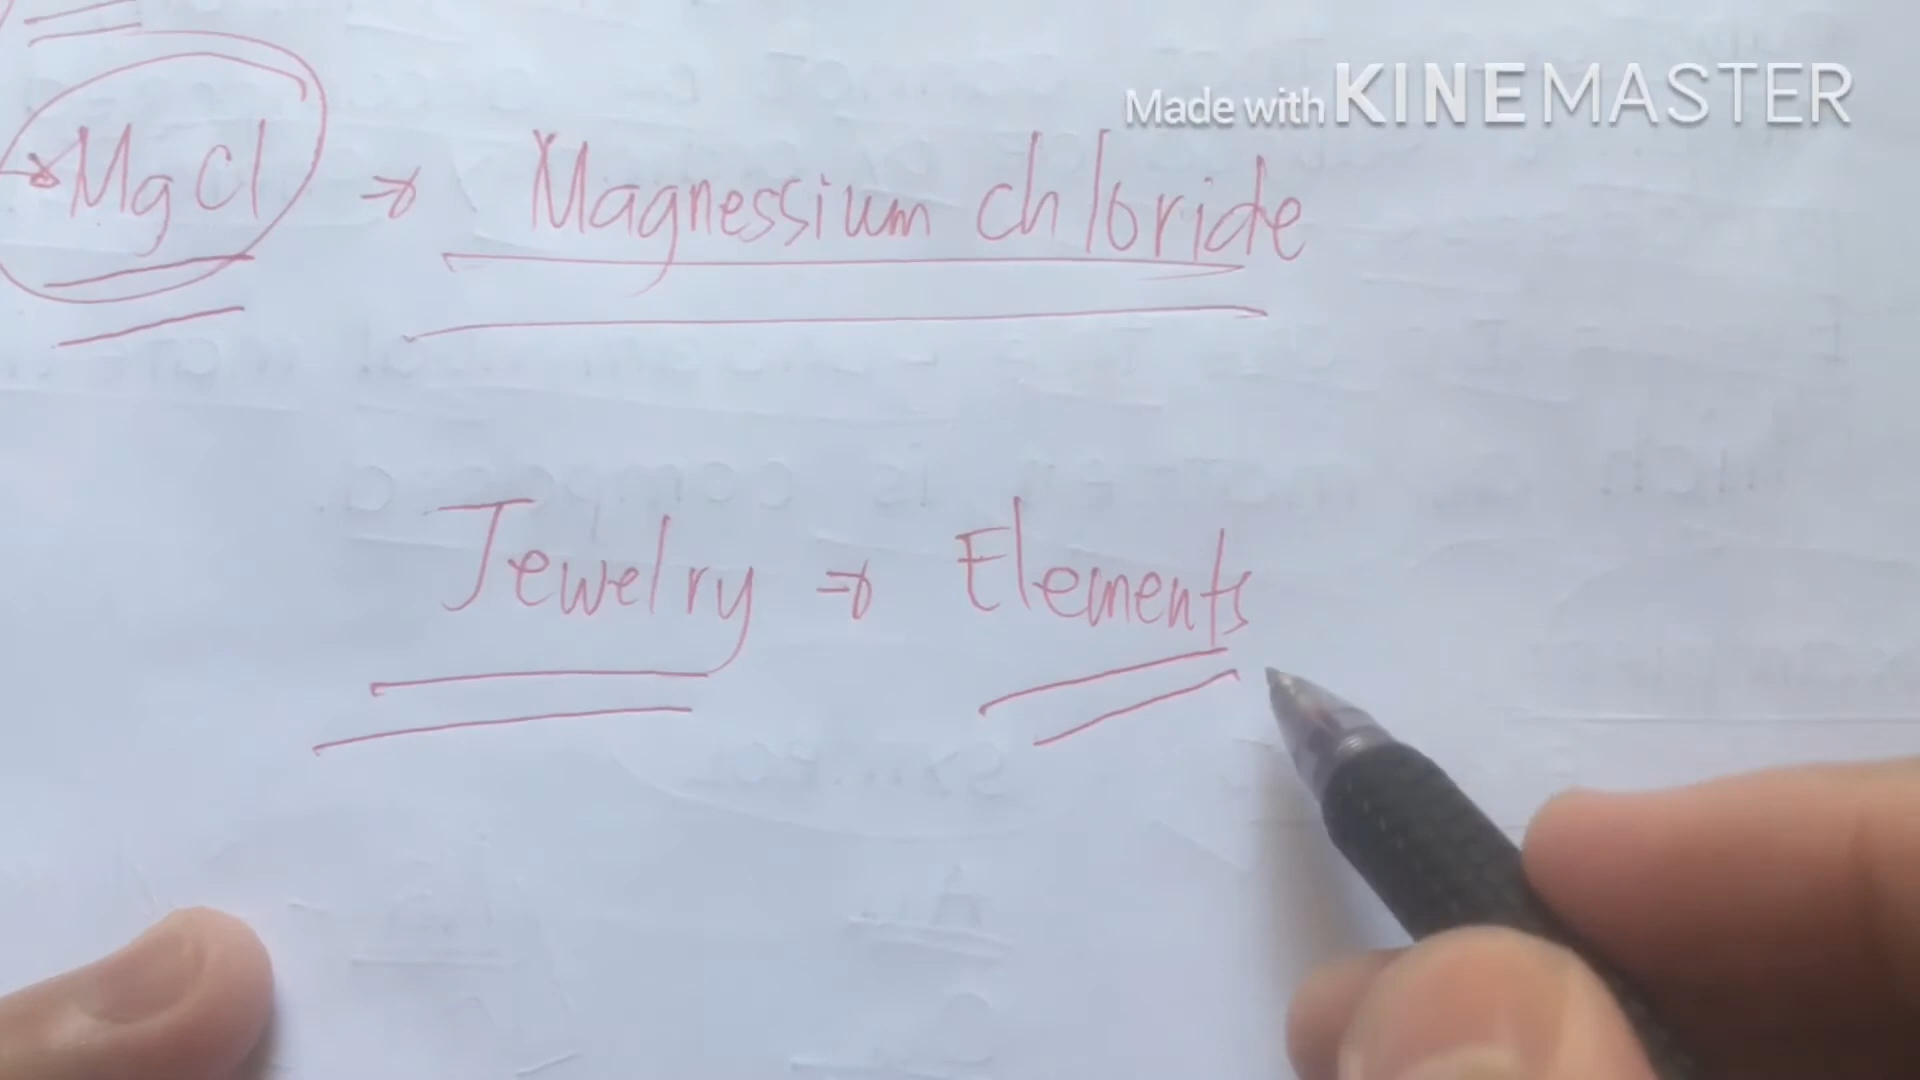 Made with KINEMASTER
MgCl ⇒ Magnessium chloride
Jewelry ⇒ Elements